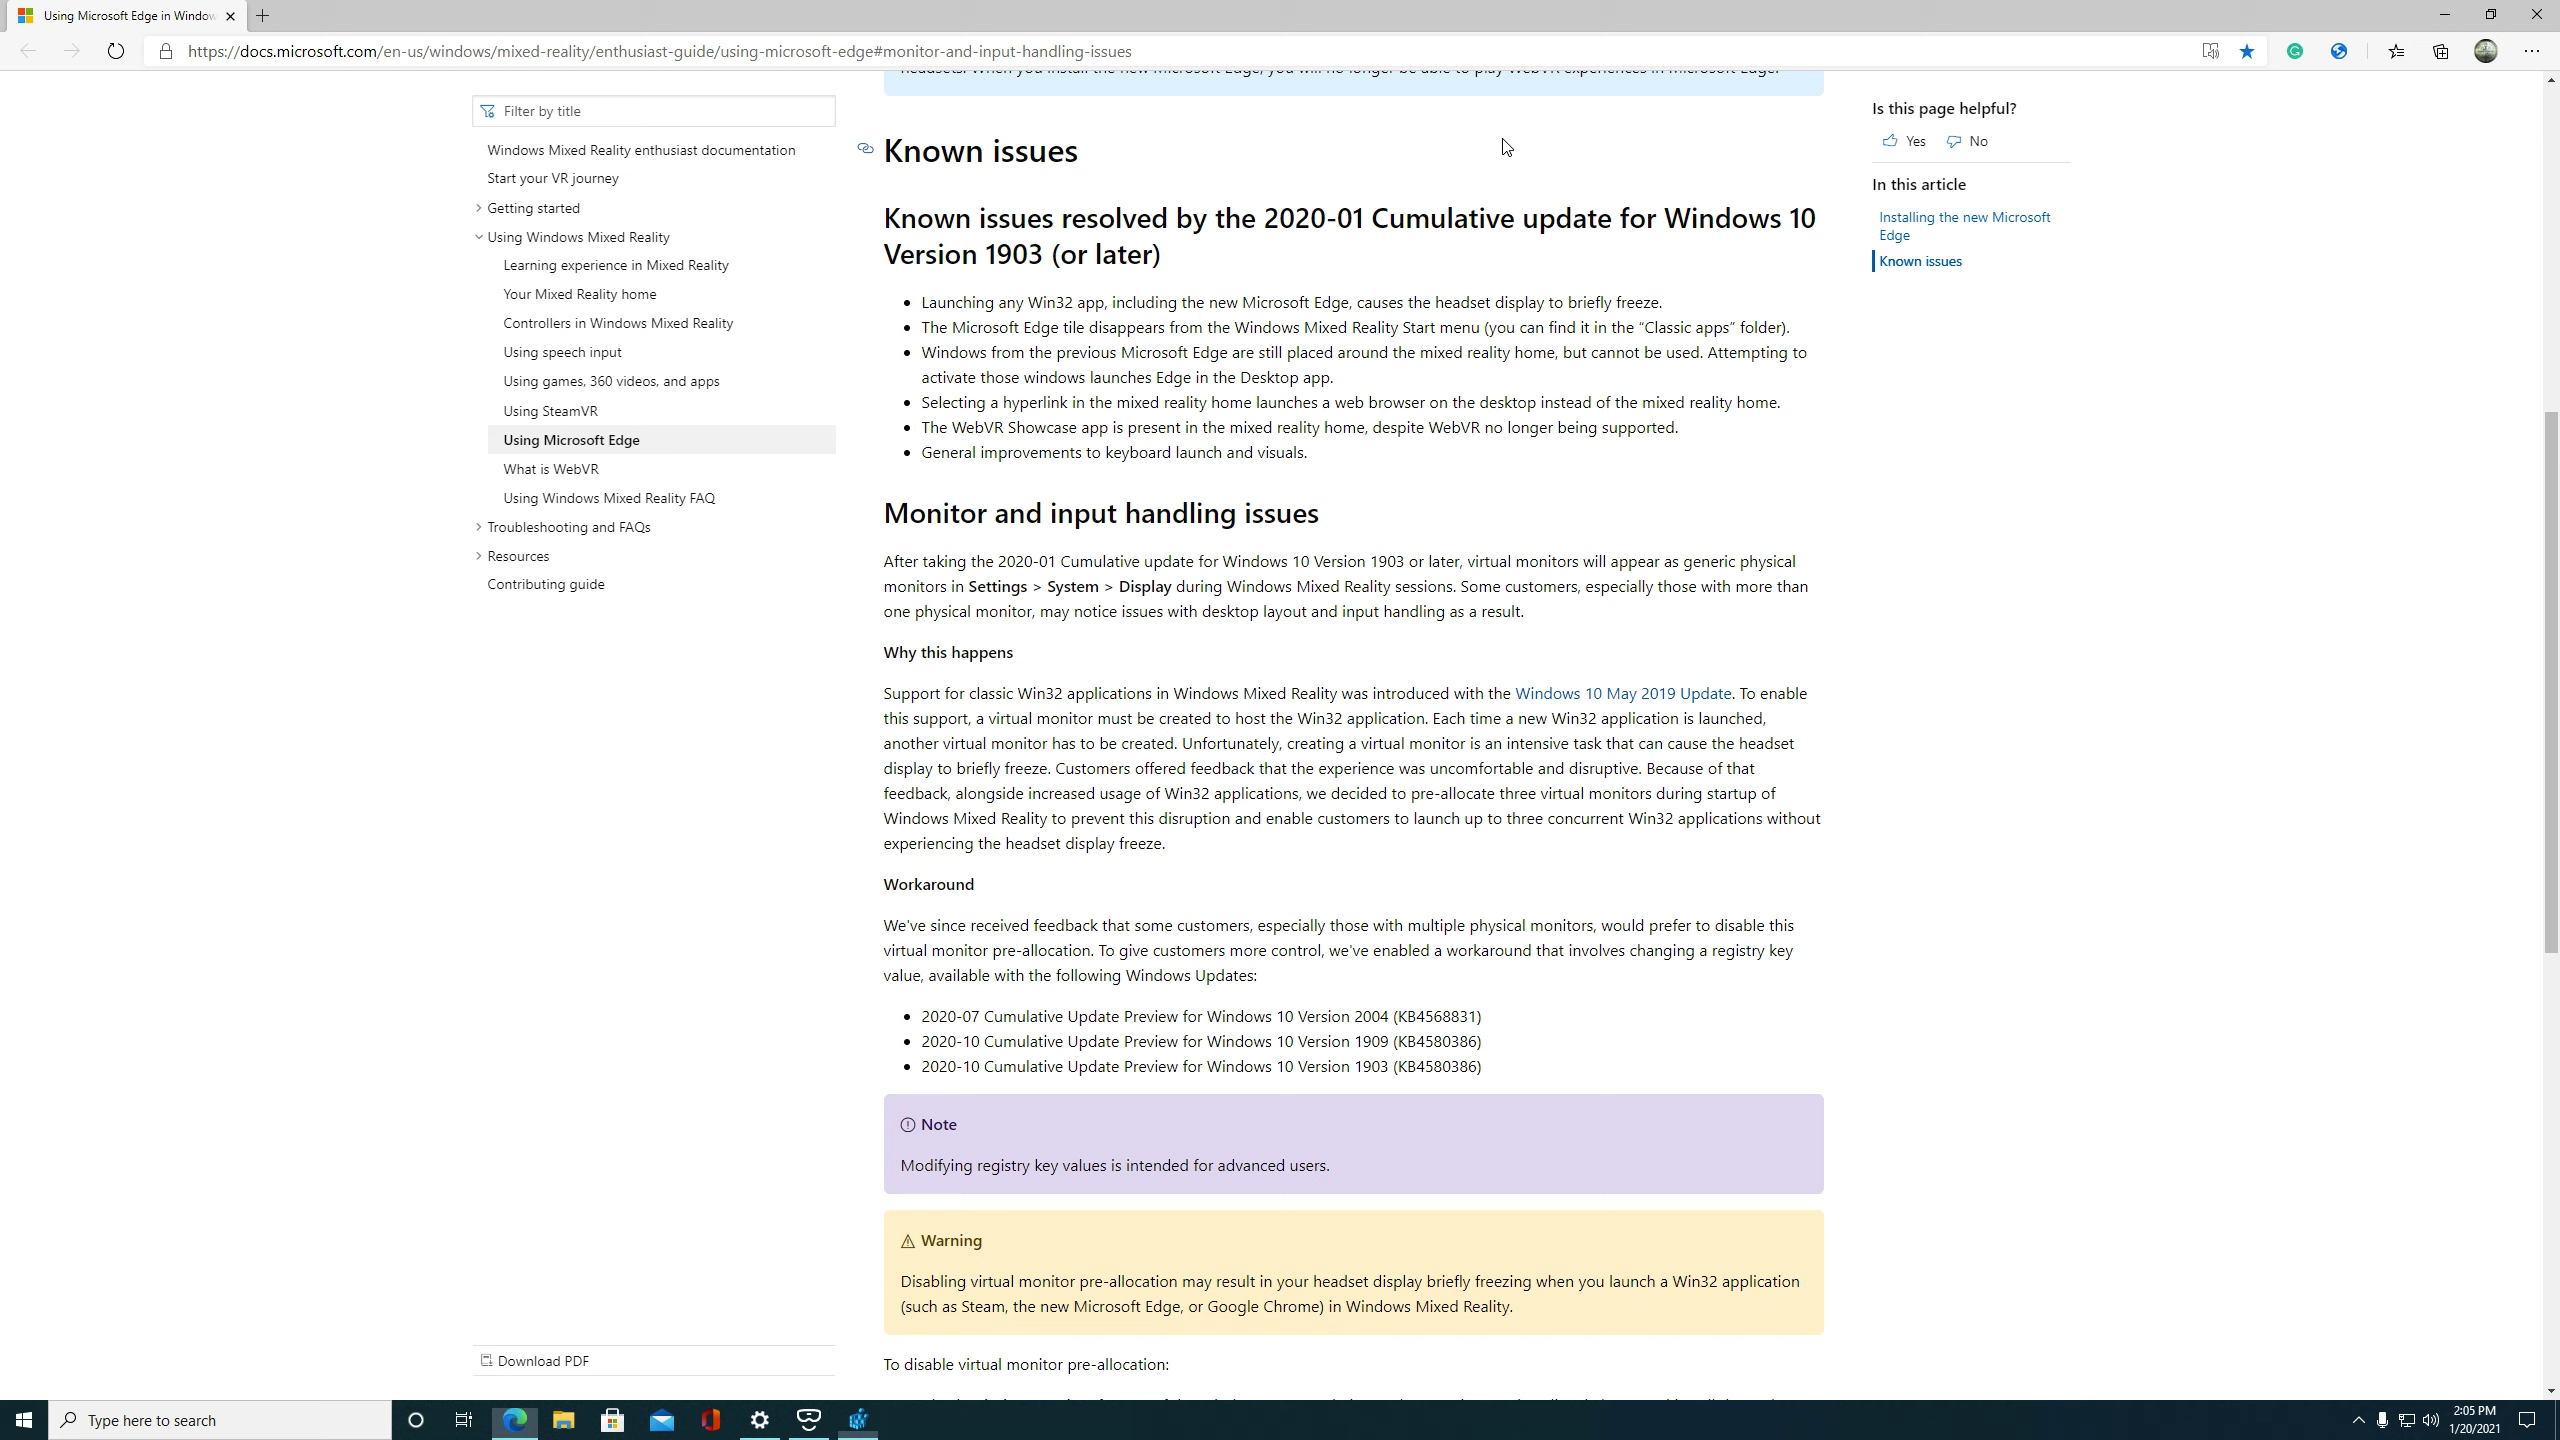 Using Microsoft Edge in Window
https://docs.microsoft.com/en-us/windows/mixed-reality/enthusiast-guide/using-microsoft-edge#monitor-and-input-handling-issues
headsets. When you install the new Microsoft Edge, you will no longer be able to play WebVR experiences in Microsoft Edge.
Filter by title
Windows Mixed Reality enthusiast documentation
Start your VR journey
Getting started
Using Windows Mixed Reality
Learning experience in Mixed Reality
Your Mixed Reality home
Controllers in Windows Mixed Reality
Using speech input
Using games, 360 videos, and apps
Using SteamVR
Using Microsoft Edge
What is WebVR
Using Windows Mixed Reality FAQ
Troubleshooting and FAQs
Resources
Contributing guide
Download PDF
Known issues
Known issues resolved by the 2020-01 Cumulative update for Windows 10
Version 1903 (or later)
• Launching any Win32 app, including the new Microsoft Edge, causes the headset display to briefly freeze.
• The Microsoft Edge tile disappears from the Windows Mixed Reality Start menu (you can find it in the “Classic apps” folder).
• Windows from the previous Microsoft Edge are still placed around the mixed reality home, but cannot be used. Attempting to
activate those windows launches Edge in the Desktop app.
• Selecting a hyperlink in the mixed reality home launches a web browser on the desktop instead of the mixed reality home.
• The WebVR Showcase app is present in the mixed reality home, despite WebVR no longer being supported.
• General improvements to keyboard launch and visuals.
Monitor and input handling issues
After taking the 2020-01 Cumulative update for Windows 10 Version 1903 or later, virtual monitors will appear as generic physical
monitors in Settings > System > Display during Windows Mixed Reality sessions. Some customers, especially those with more than
one physical monitor, may notice issues with desktop layout and input handling as a result.
Why this happens
Support for classic Win32 applications in Windows Mixed Reality was introduced with the Windows 10 May 2019 Update. To enable
this support, a virtual monitor must be created to host the Win32 application. Each time a new Win32 application is launched,
another virtual monitor has to be created. Unfortunately, creating a virtual monitor is an intensive task that can cause the headset
display to briefly freeze. Customers offered feedback that the experience was uncomfortable and disruptive. Because of that
feedback, alongside increased usage of Win32 applications, we decided to pre-allocate three virtual monitors during startup of
Windows Mixed Reality to prevent this disruption and enable customers to launch up to three concurrent Win32 applications without
experiencing the headset display freeze.
Workaround
We've since received feedback that some customers, especially those with multiple physical monitors, would prefer to disable this
virtual monitor pre-allocation. To give customers more control, we've enabled a workaround that involves changing a registry key
value, available with the following Windows Updates:
• 2020-07 Cumulative Update Preview for Windows 10 Version 2004 (KB4568831)
• 2020-10 Cumulative Update Preview for Windows 10 Version 1909 (KB4580386)
• 2020-10 Cumulative Update Preview for Windows 10 Version 1903 (KB4580386)
Note
Modifying registry key values is intended for advanced users.
Warning
Disabling virtual monitor pre-allocation may result in your headset display briefly freezing when you launch a Win32 application
(such as Steam, the new Microsoft Edge, or Google Chrome) in Windows Mixed Reality.
To disable virtual monitor pre-allocation:
Is this page helpful?
Yes No
In this article
Installing the new Microsoft
Edge
Known issues
Type here to search
2:05 PM
1/20/2021